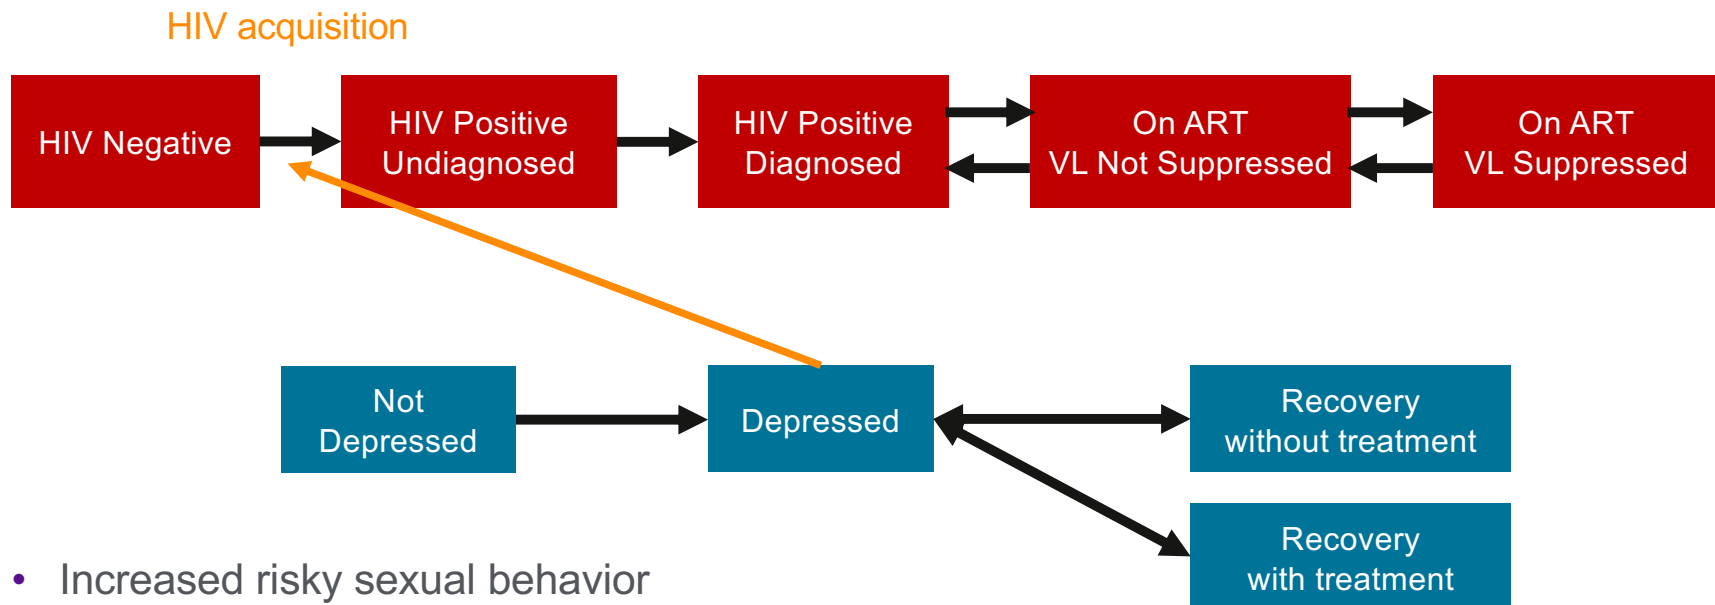 HIV acquisition
HIV Negative
HIV Positive
Undiagnosed
HIV Positive
Diagnosed
On ART
VL Not Suppressed
On ART
VL Suppressed
Not
Depressed
Depressed
Recovery
without treatment
Recovery
with treatment
• Increased risky sexual behavior